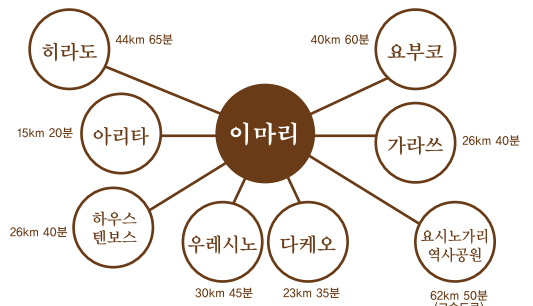 히라도
44km 65분
40km 60분
요부코
15km 20분
아리타
이마리
가라쓰
26km 40분
하우스
텐보스
26km 40분
우레시노
30km 45분
다케오
23km 35분
요시노가리
역사공원
62km 50분